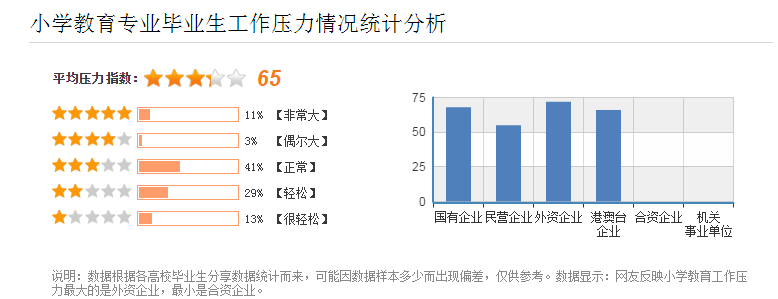 小学教育专业毕业生工作压力情况统计分析
平均压力指数： 65
11% 【非常大】
3% 【偶尔大】
41% 【正常】
29% 【轻松】
13% 【很轻松】
75
50
25
0
国有企业 民营企业 外资企业 港澳台企业 合资企业 机关事业单位
说明：数据根据各高校毕业生分享数据统计而来，可能因数据样本多少而出现偏差，仅供参考。数据显示：网友反映小学教育工作压
力最大的是外资企业，最小是合资企业。